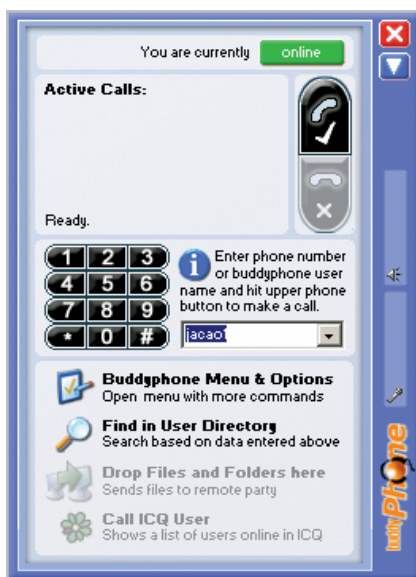 You are currently online
Active Calls:
Ready.
1 2 3
4 5 6
7 8 9
* 0 #
Enter phone number
or buddyphone user
name and hit upper phone
button to make a call.
jacao1
Buddyphone Menu & Options
Open menu with more commands
Find in User Directory
Search based on data entered above
Drop Files and Folders here
Sends files to remote party
Call ICQ User
Shows a list of users online in ICQ
buddyPhone